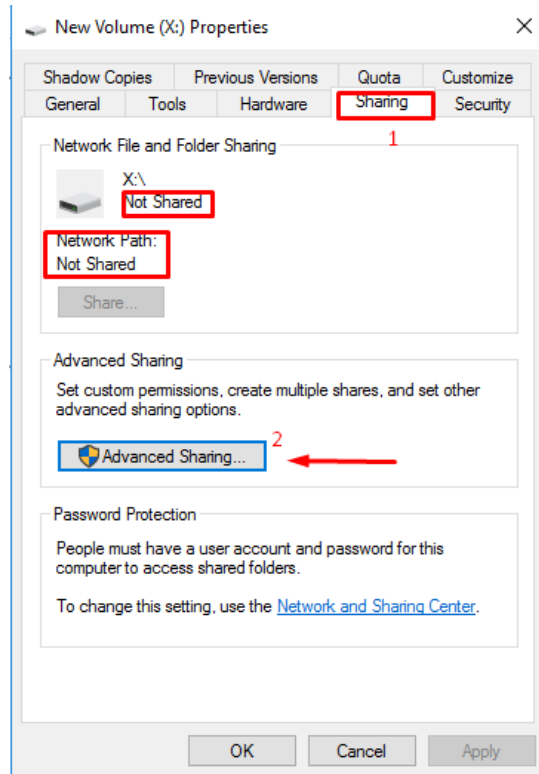 New Volume (X:) Properties
Shadow Copies Previous Versions Quota Customize
General Tools Hardware Sharing Security
1
Network File and Folder Sharing
X:\
Not Shared
Network Path:
Not Shared
Share...
Advanced Sharing
Set custom permissions, create multiple shares, and set other
advanced sharing options.
2
Advanced Sharing...
Password Protection
People must have a user account and password for this
computer to access shared folders.
To change this setting, use the Network and Sharing Center.
OK Cancel Apply